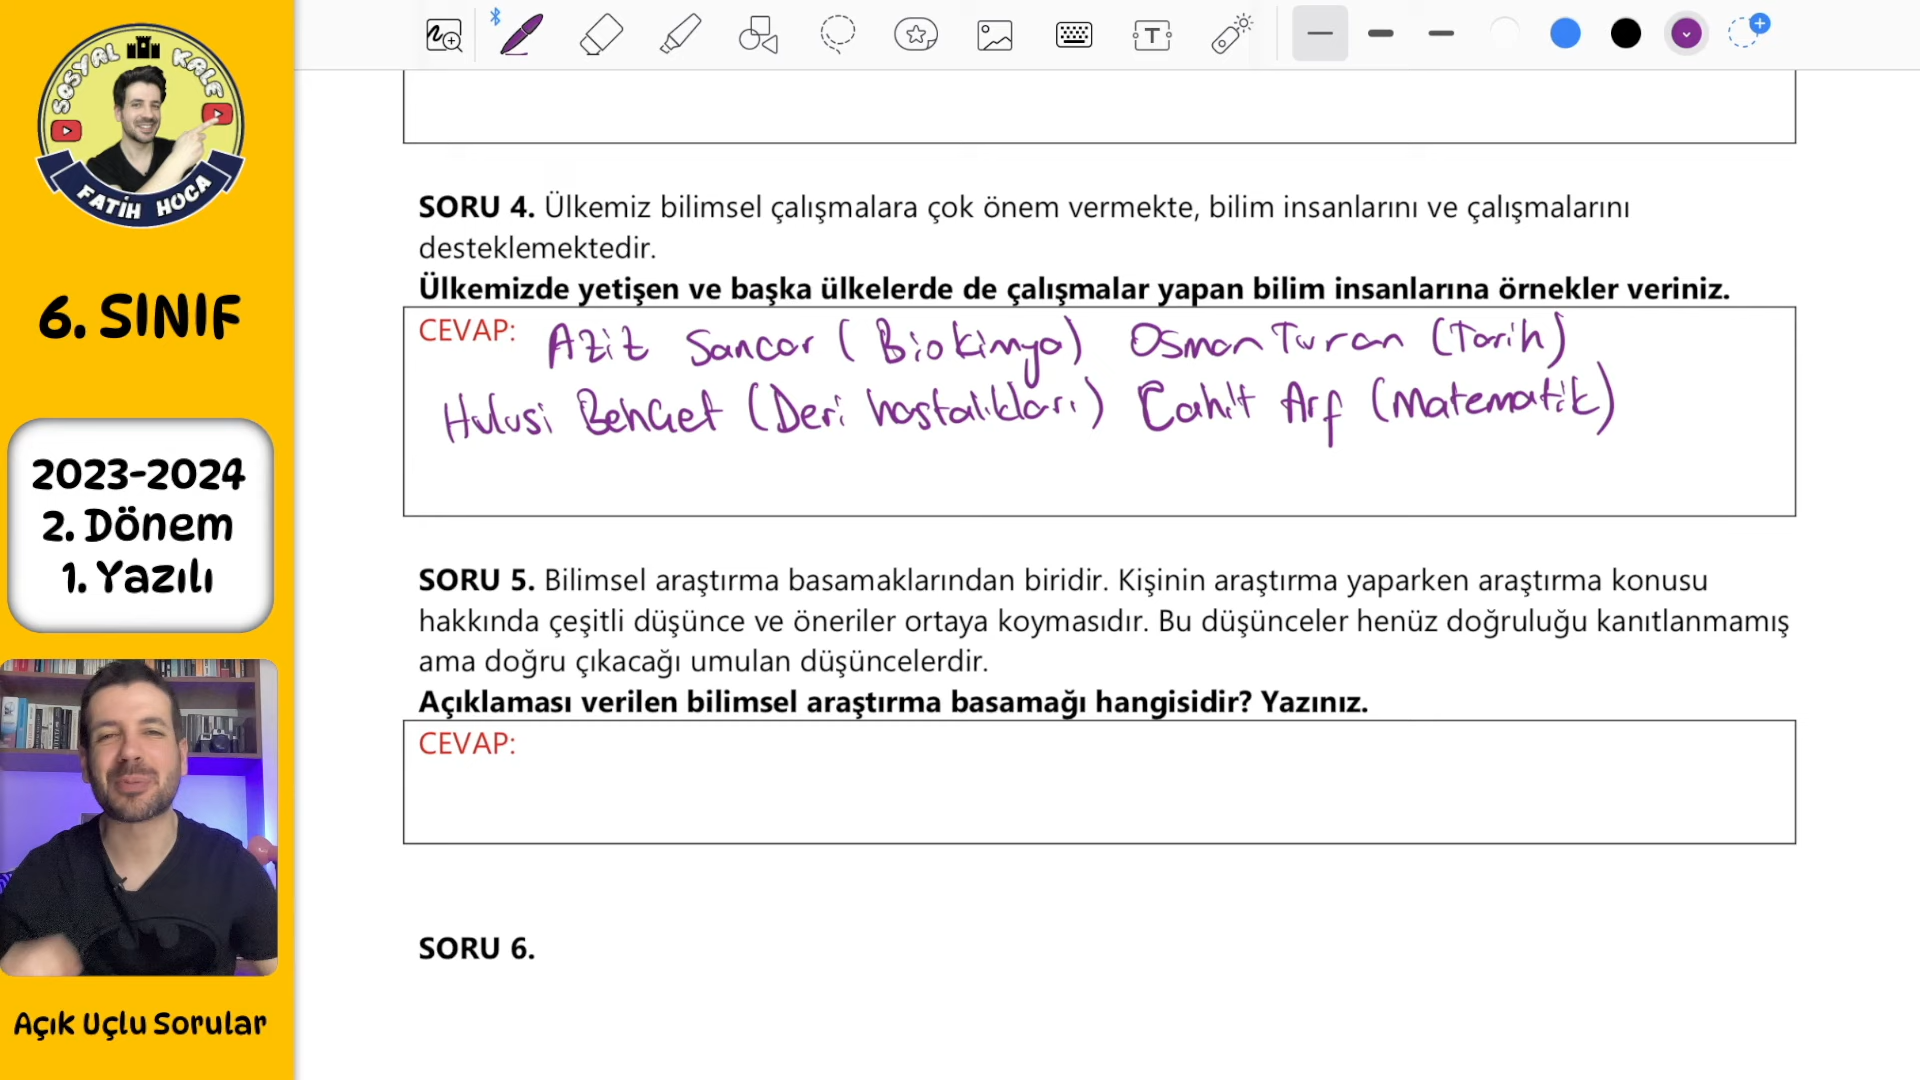 SOSYAL KALE
FATİH HOCA
6. SINIF
2023-2024
2. Dönem
1. Yazılı
Açık Uçlu Sorular
T
SORU 4. Ülkemiz bilimsel çalışmalara çok önem vermekte, bilim insanlarını ve çalışmalarını
desteklemektedir.
Ülkemizde yetişen ve başka ülkelerde de çalışmalar yapan bilim insanlarına örnekler veriniz.
CEVAP: Aziz Sancar (Biokimya) Osman Turan (Tarih)
Hulusi Behçet (Deri hastalıkları) Cahit Arf (Matematik)
SORU 5. Bilimsel araştırma basamaklarından biridir. Kişinin araştırma yaparken araştırma konusu
hakkında çeşitli düşünce ve öneriler ortaya koymasıdır. Bu düşünceler henüz doğruluğu kanıtlanmamış
ama doğru çıkacağı umulan düşüncelerdir.
Açıklaması verilen bilimsel araştırma basamağı hangisidir? Yazınız.
CEVAP:
SORU 6.